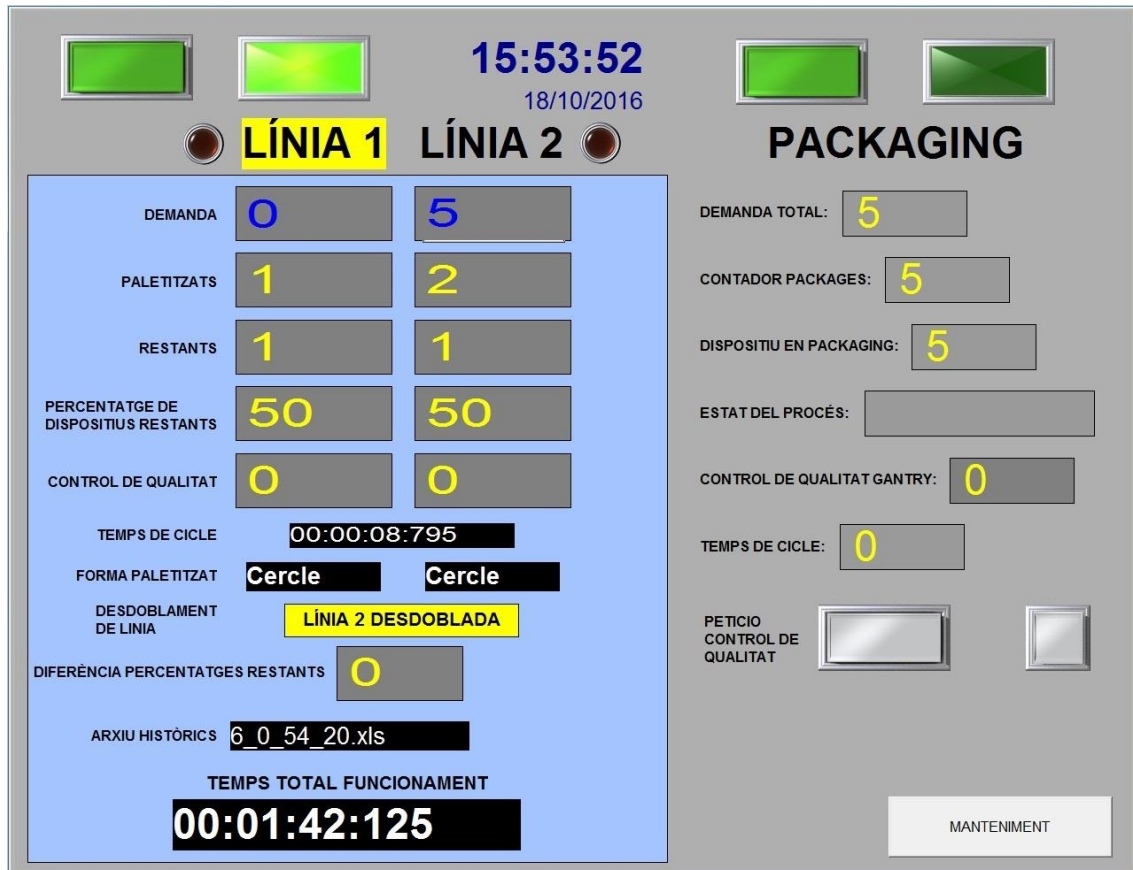 15:53:52
18/10/2016
LÍNIA 1 LÍNIA 2
DEMANDA 0 5
PALETITZATS 1 2
RESTANTS 1 1
PERCENTATGE DE
DISPOSITIUS RESTANTS 50 50
CONTROL DE QUALITAT 0 0
TEMPS DE CICLE 00:00:08:795
FORMA PALETITZAT Cercle Cercle
DESDOBLAMENT
DE LINIA LÍNIA 2 DESDOBLADA
DIFERÈNCIA PERCENTATGES RESTANTS 0
ARXIU HISTÒRICS 6_0_54_20.xls
TEMPS TOTAL FUNCIONAMENT
00:01:42:125
PACKAGING
DEMANDA TOTAL: 5
CONTADOR PACKAGES: 5
DISPOSITIU EN PACKAGING: 5
ESTAT DEL PROCÉS:
CONTROL DE QUALITAT GANTRY: 0
TEMPS DE CICLE: 0
PETICIO
CONTROL DE
QUALITAT
MANTENIMENT